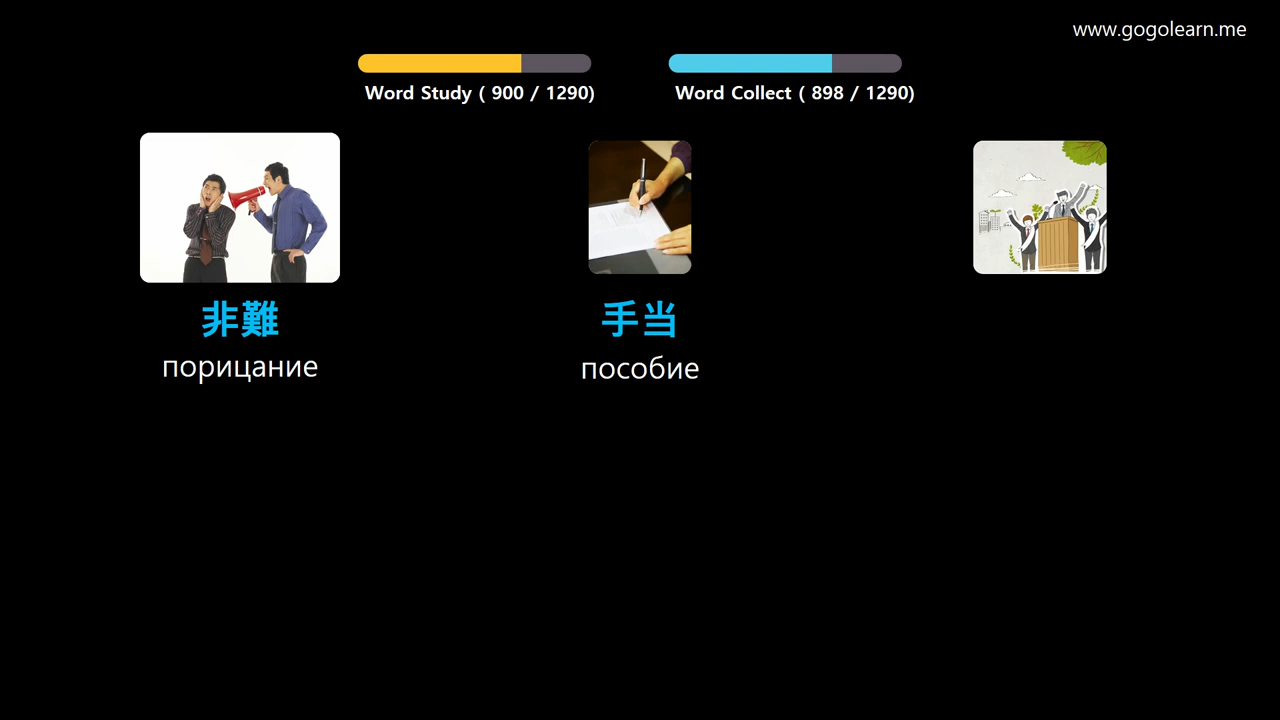 www.gogolearn.me
Word Study ( 900 / 1290)
Word Collect ( 898 / 1290)
非難
порицание
手当
пособие